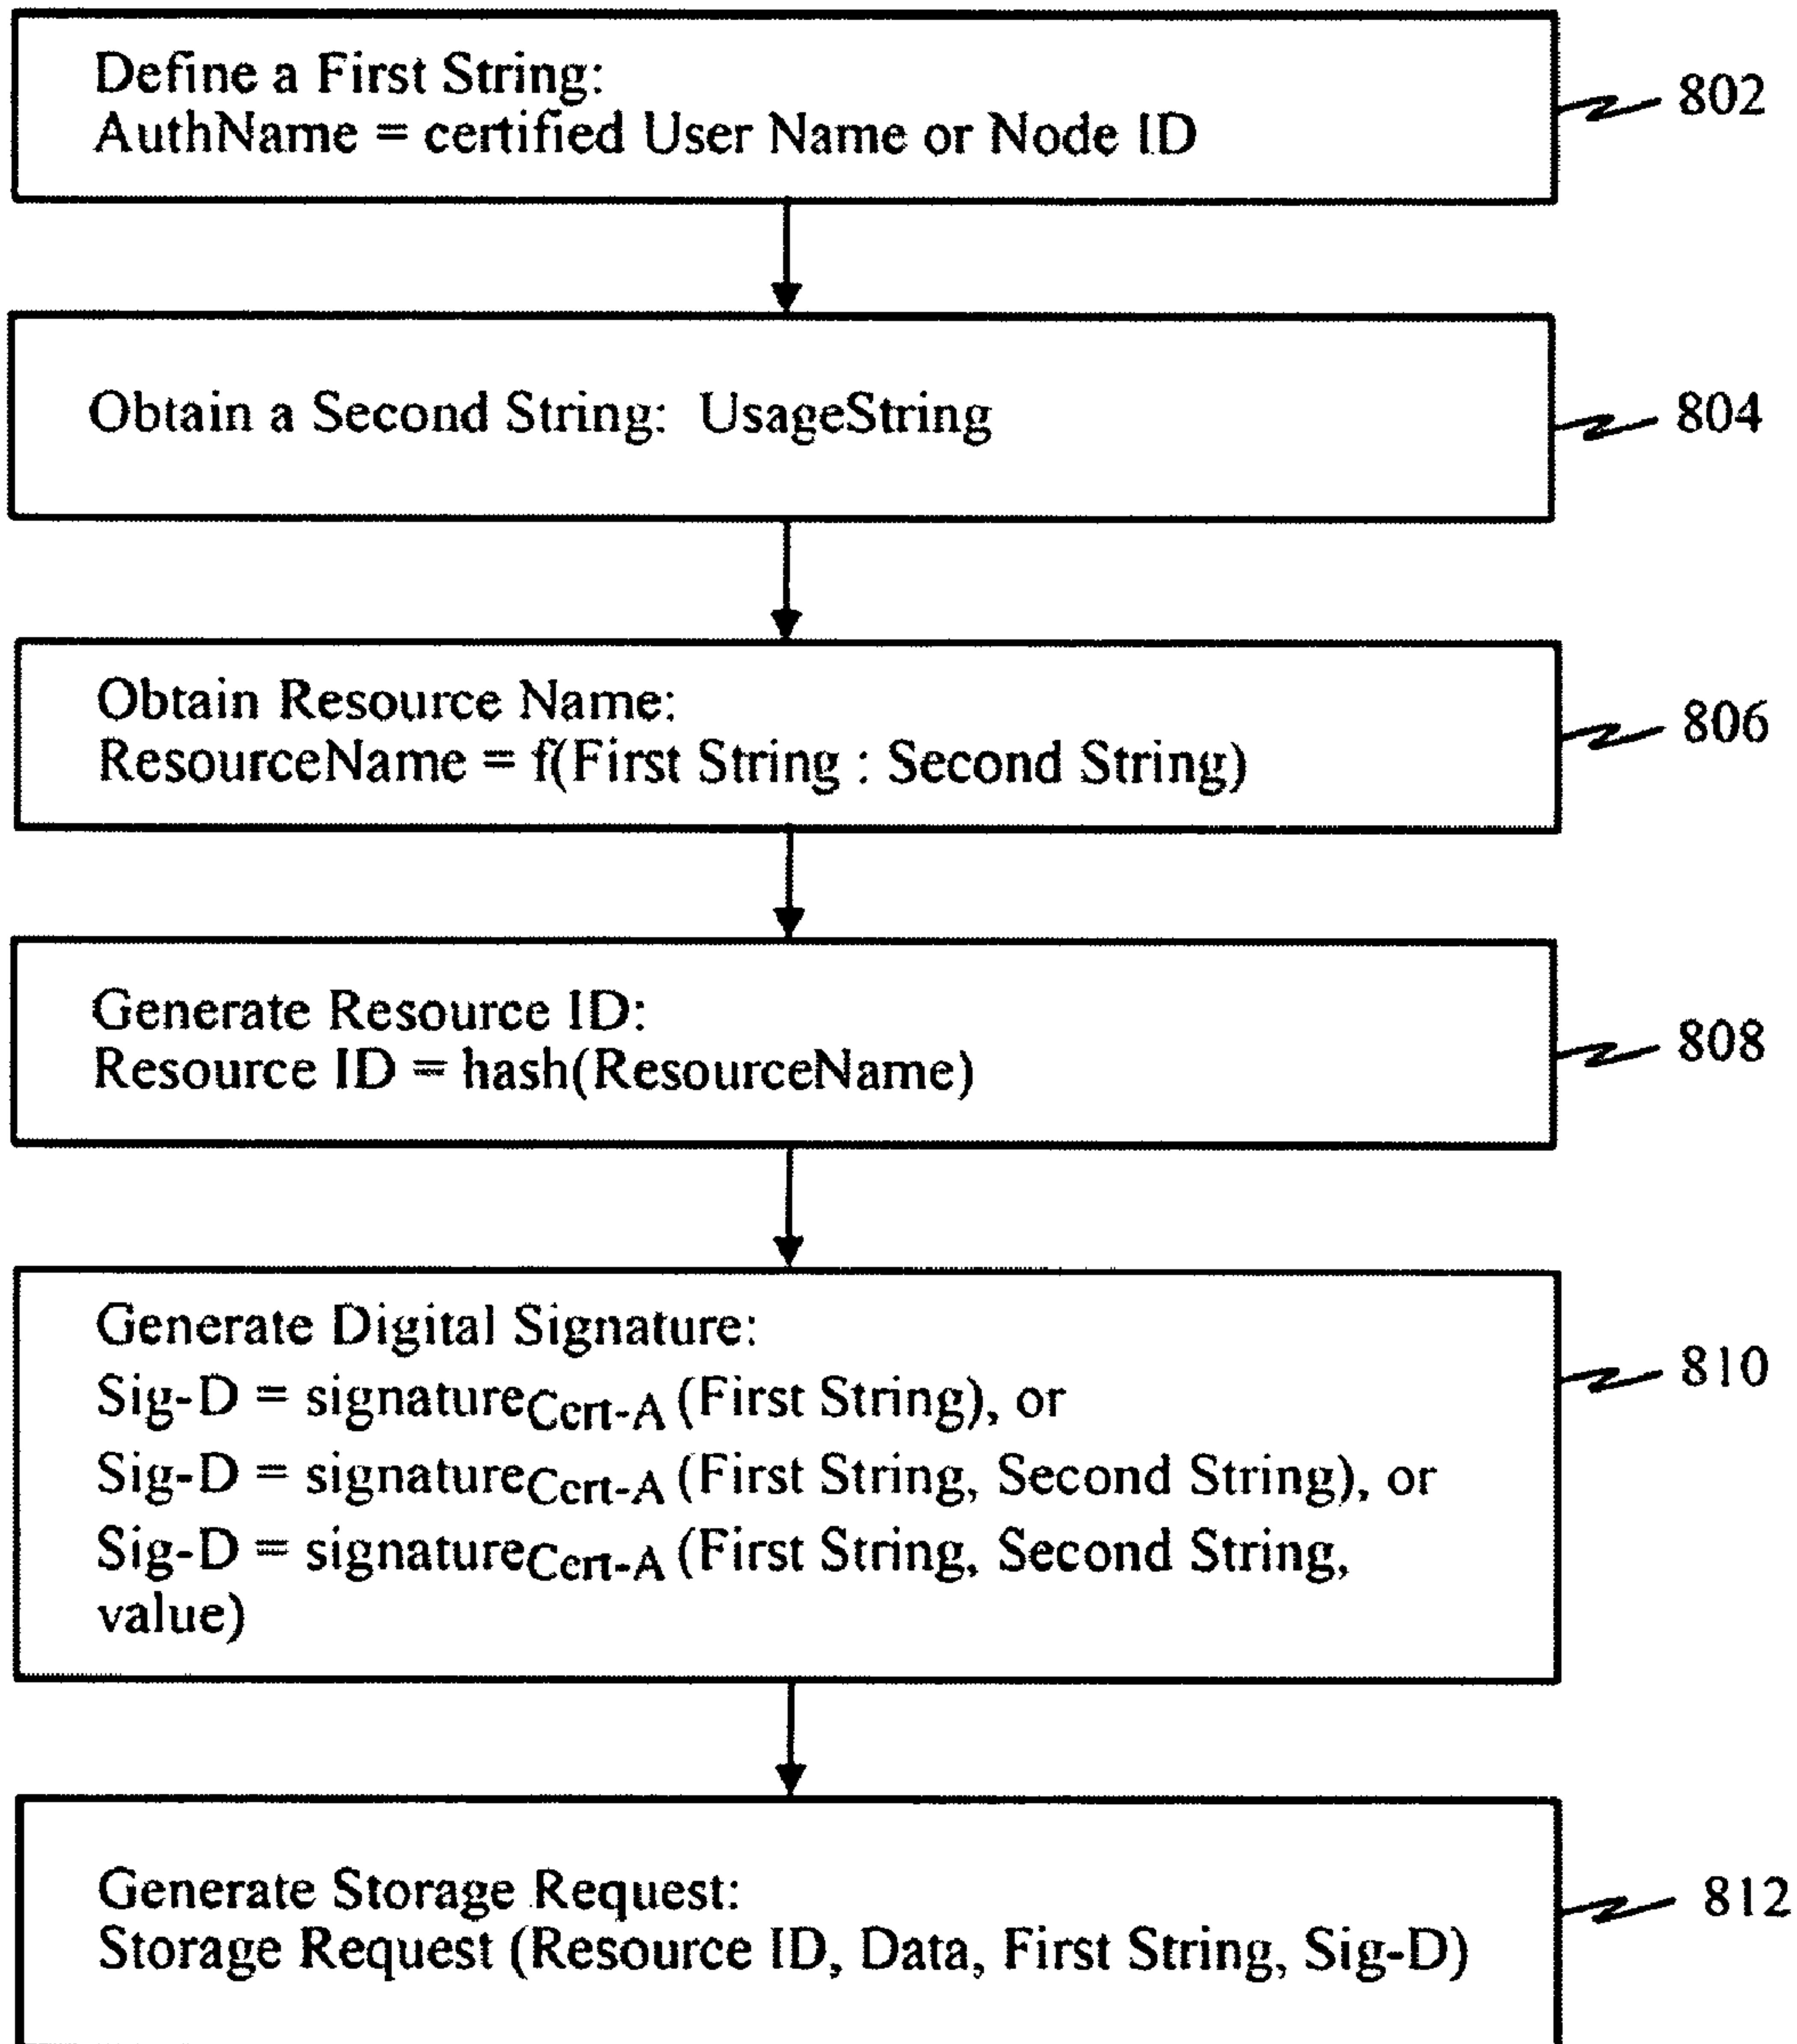 Define a First String:
AuthName = certified User Name or Node ID
802
Obtain a Second String: UsageString
804
Obtain Resource Name:
ResourceName = f(First String : Second String)
806
Generate Resource ID:
Resource ID = hash(ResourceName)
808
Generate Digital Signature:
Sig-D = signatureCert-A (First String), or
Sig-D = signatureCert-A (First String, Second String), or
Sig-D = signatureCert-A (First String, Second String,
value)
810
Generate Storage Request:
Storage Request (Resource ID, Data, First String, Sig-D)
812